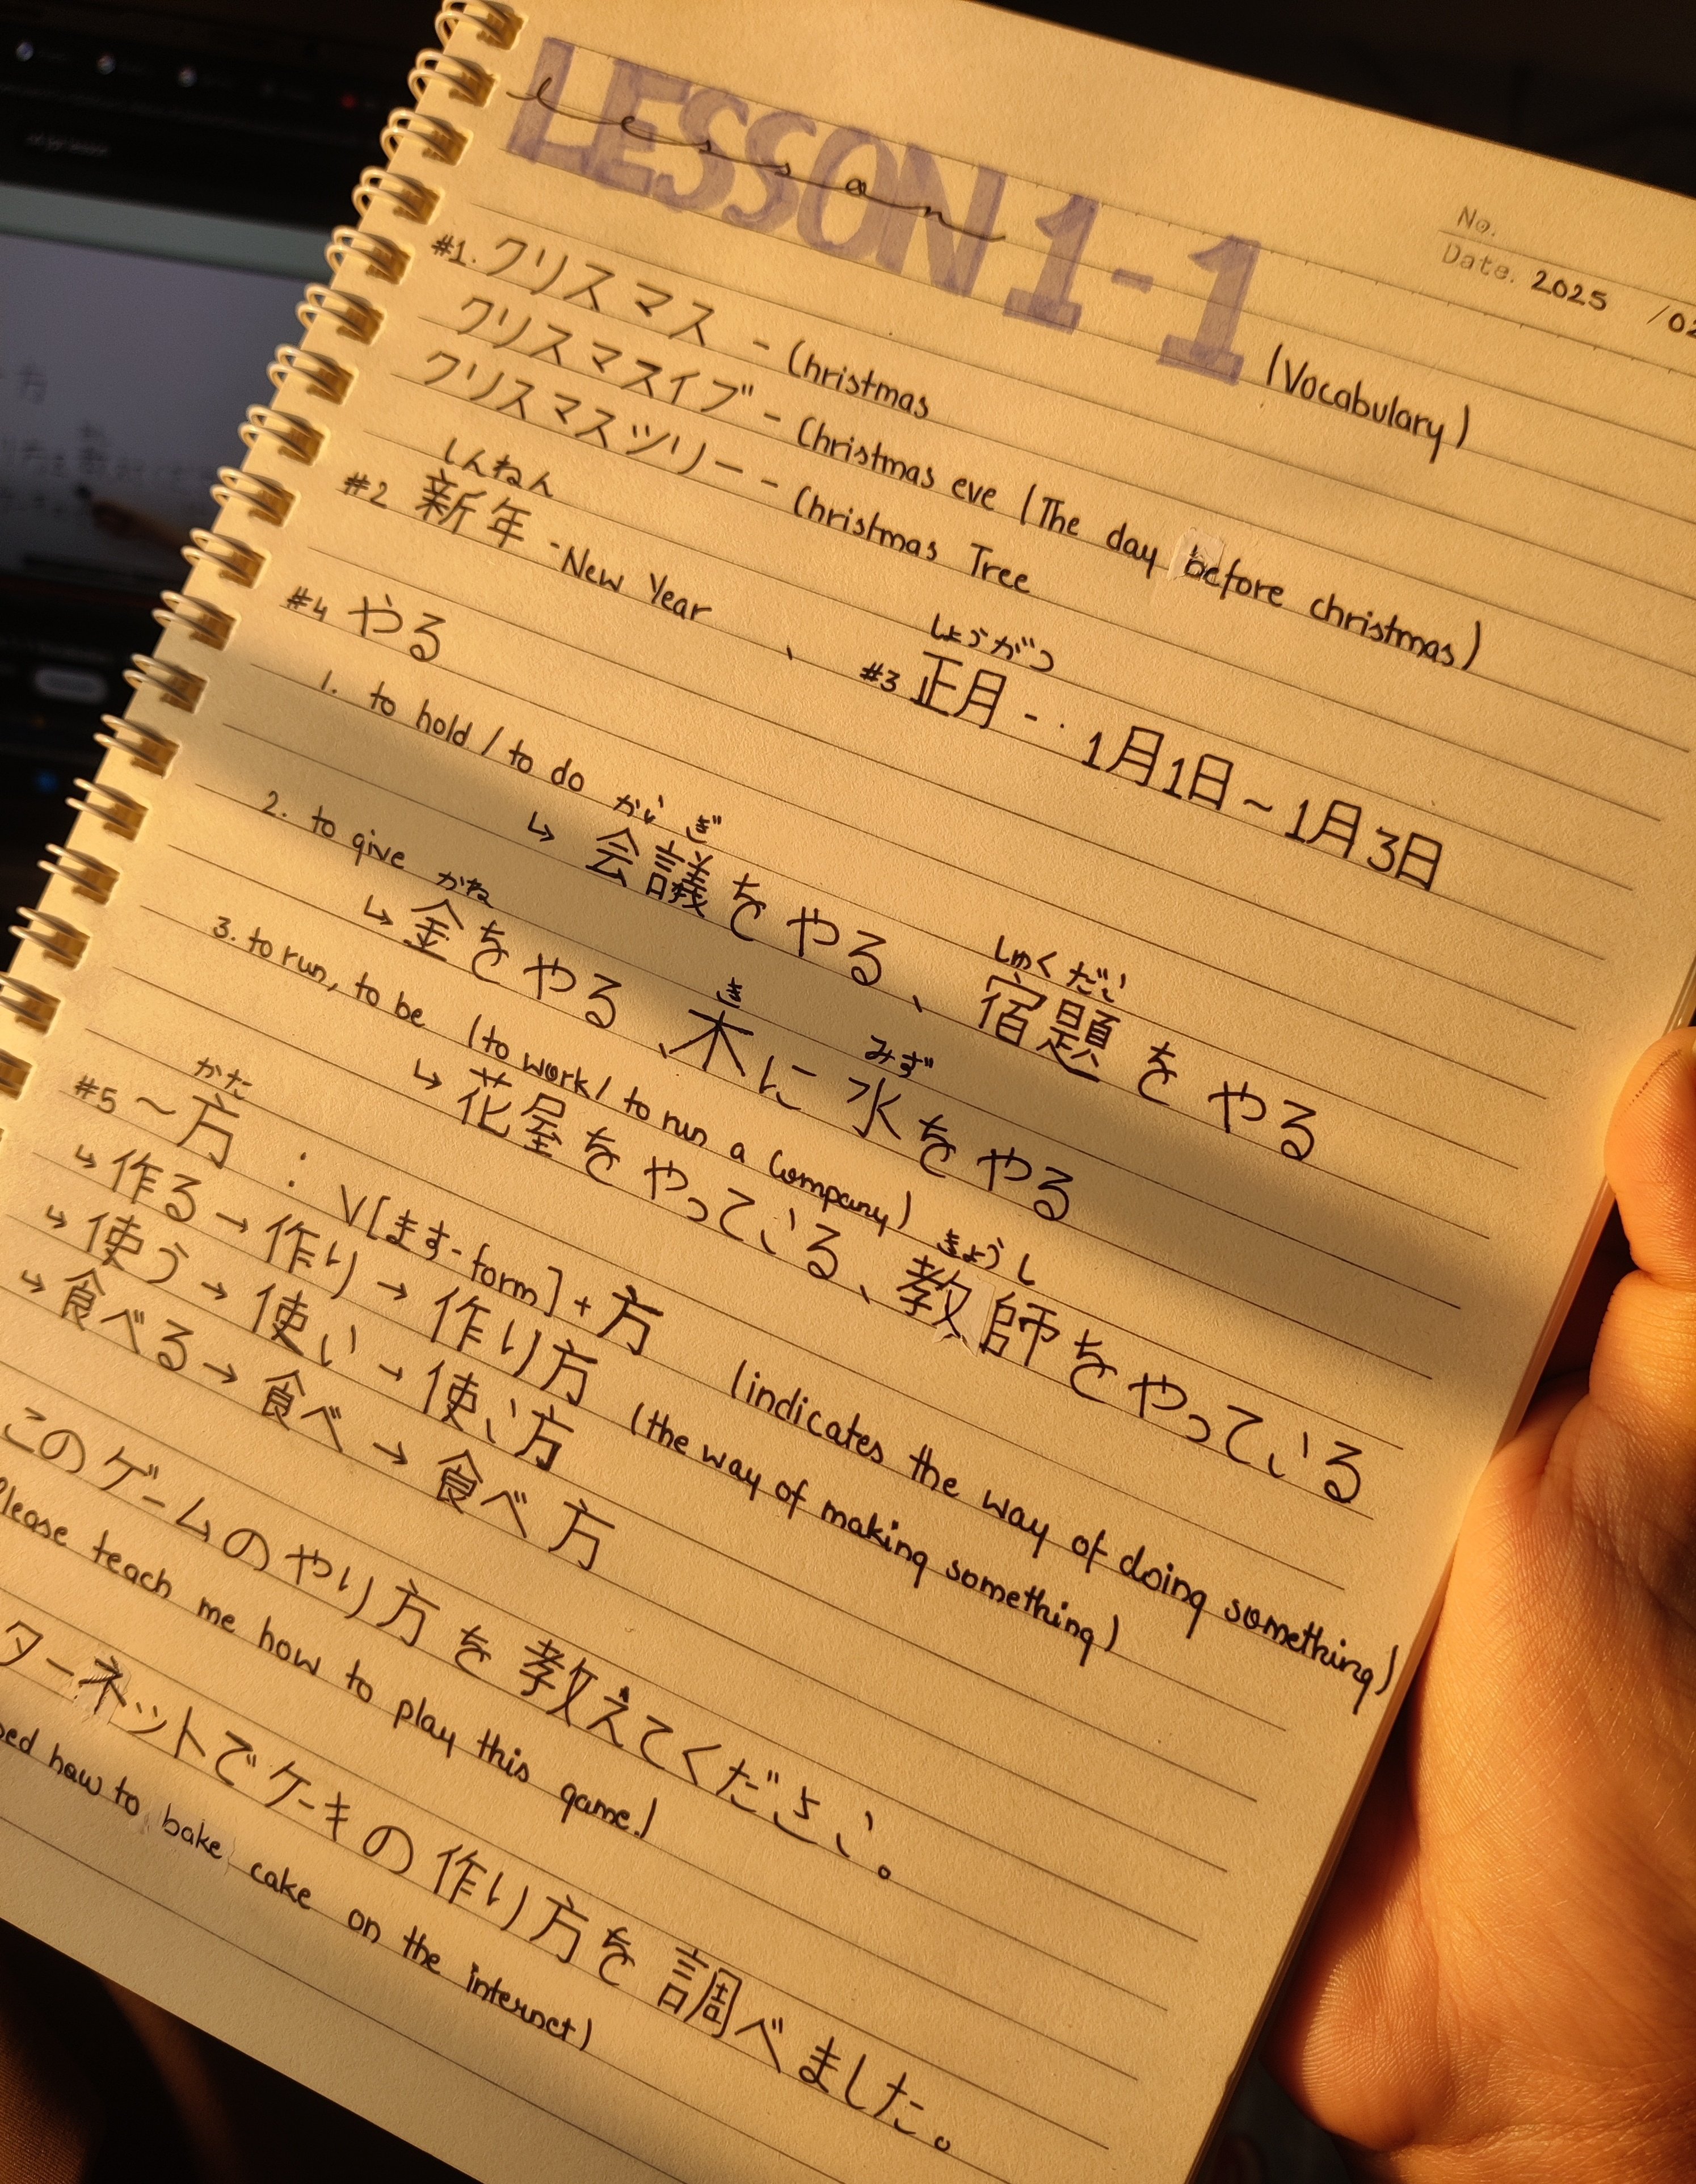 LESSON 1-1
lessan
(Vocabulary)
No.
Date. 2025 /02
#1. クリスマス - Christmas
クリスマスイブ - Christmas eve (The day before christmas)
クリスマスツリー - Christmas Tree
しんねん
#2 新年 - New Year 、
しょうがつ
#3 正月 - . 1月1日~1月3日
#4 やる
1. to hold / to do
かいぎ しゅくだい
↳ 会議をやる、宿題をやる
2. to give
かね き みず
↳ 金をやる、木に水をやる
3. to run, to be (to work / to run a company)
きょうし
↳ 花屋をやっている、教師をやっている
かた
#5 ~方 : V[ます-form] + 方 (indicates the way of doing something)
↳ 作る → 作り → 作り方 (the way of making something)
↳ 使う → 使い → 使い方
↳ 食べる → 食べ → 食べ方
このゲームのやり方を教えてください。
Please teach me how to play this game.)
ターネットでケーキの作り方を調べました。
how to bake cake on the internet)